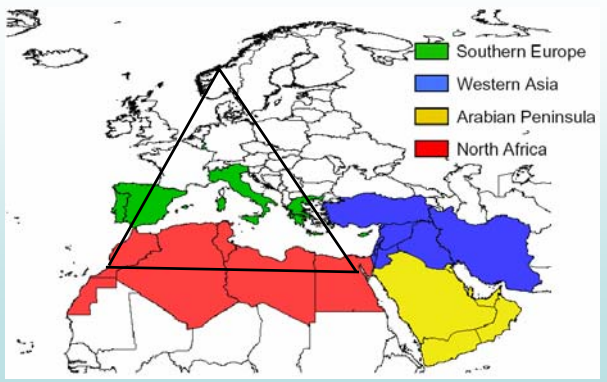 Southern Europe
Western Asia
Arabian Peninsula
North Africa